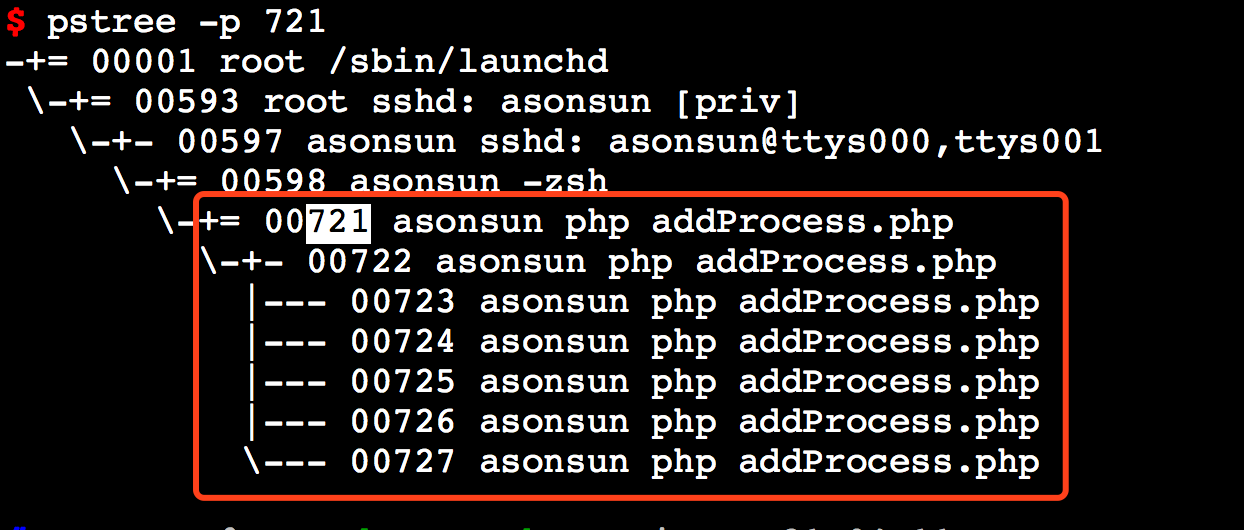 $ pstree -p 721
-+= 00001 root /sbin/launchd
 \-+= 00593 root sshd: asonsun [priv]
   \-+- 00597 asonsun sshd: asonsun@ttys000,ttys001
     \-+= 00598 asonsun -zsh
       \-+= 00721 asonsun php addProcess.php
         \-+- 00722 asonsun php addProcess.php
           |--- 00723 asonsun php addProcess.php
           |--- 00724 asonsun php addProcess.php
           |--- 00725 asonsun php addProcess.php
           |--- 00726 asonsun php addProcess.php
           \--- 00727 asonsun php addProcess.php